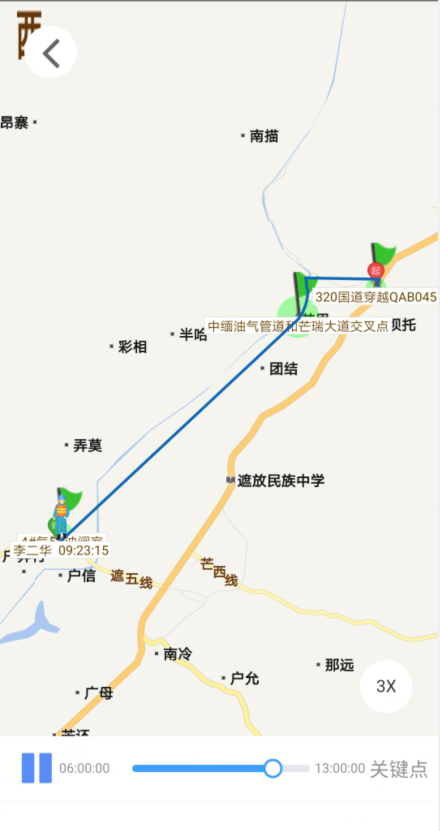 西
昂寨
南描
起
320国道穿越QAB045
中缅油气管道和芒瑞大道交叉点
坝托
半哈
彩相
团结
弄莫
遮放民族中学
李二华 09:23:15
户信
遮五线
芒西线
南冷
户允
那远
广母
3X
06:00:00
13:00:00
关键点